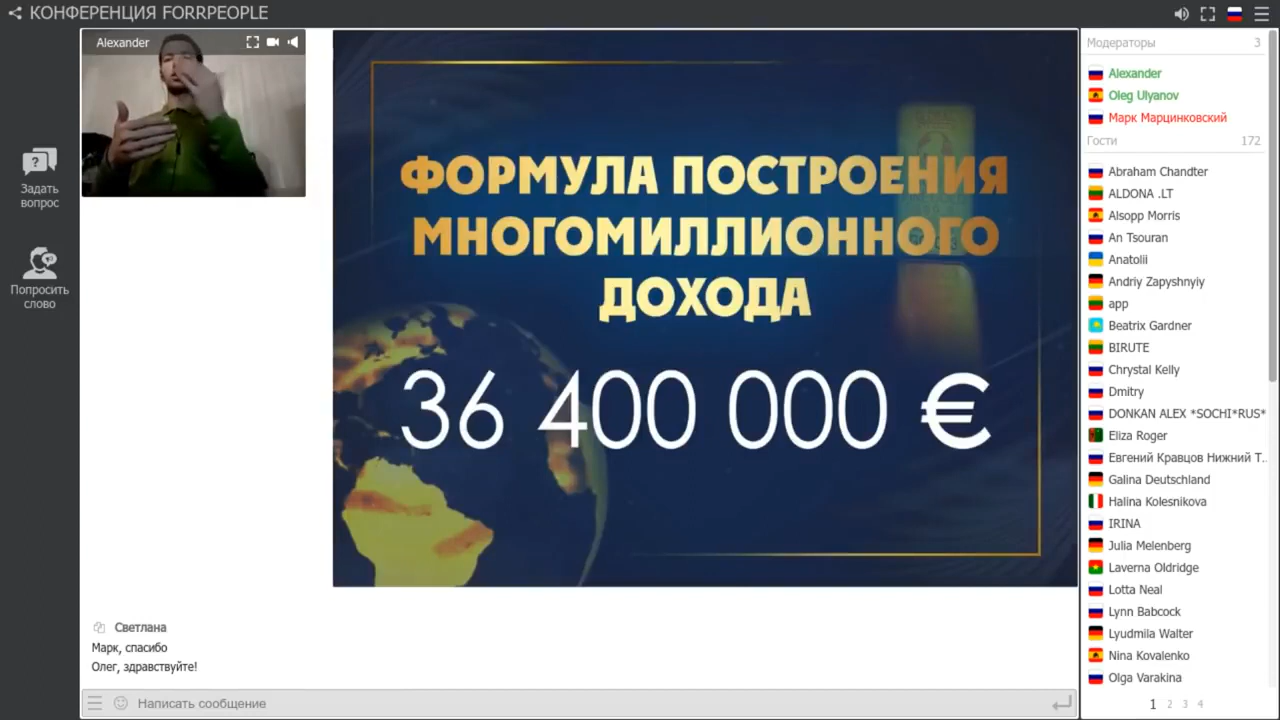 КОНФЕРЕНЦИЯ FORRPEOPLE
Alexander
Задать
вопрос
Попросить
слово
ФОРМУЛА ПОСТРОЕНИЯ
МНОГОМИЛЛИОННОГО
ДОХОДА
36 400 000 €
Светлана
Марк, спасибо
Олег, здравствуйте!
Написать сообщение
Модераторы 3
Alexander
Oleg Ulyanov
Марк Марцинковский
Гости 172
Abraham Chandter
ALDONA .LT
Alsopp Morris
An Tsouran
Anatolii
Andriy Zapyshnyiy
app
Beatrix Gardner
BIRUTE
Chrystal Kelly
Dmitry
DONKAN ALEX *SOCHI*RUS*
Eliza Roger
Евгений Кравцов Нижний Т...
Galina Deutschland
Halina Kolesnikova
IRINA
Julia Melenberg
Laverna Oldridge
Lotta Neal
Lynn Babcock
Lyudmila Walter
Nina Kovalenko
Olga Varakina
1 2 3 4